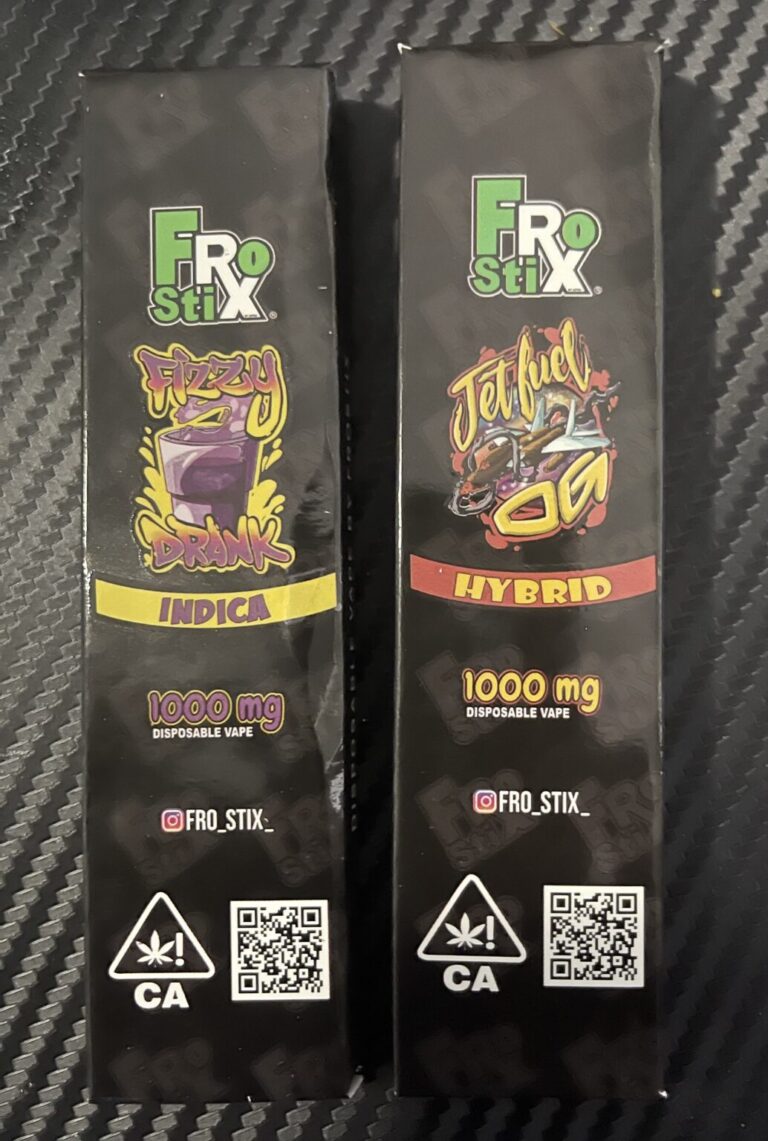 FRo
StiX
®
Fizzy
DRANK
INDICA
1000 mg
DISPOSABLE VAPE
FRO_STIX_
CA
FRo
StiX
®
Jet fuel
OG
HYBRID
1000 mg
DISPOSABLE VAPE
FRO_STIX_
CA